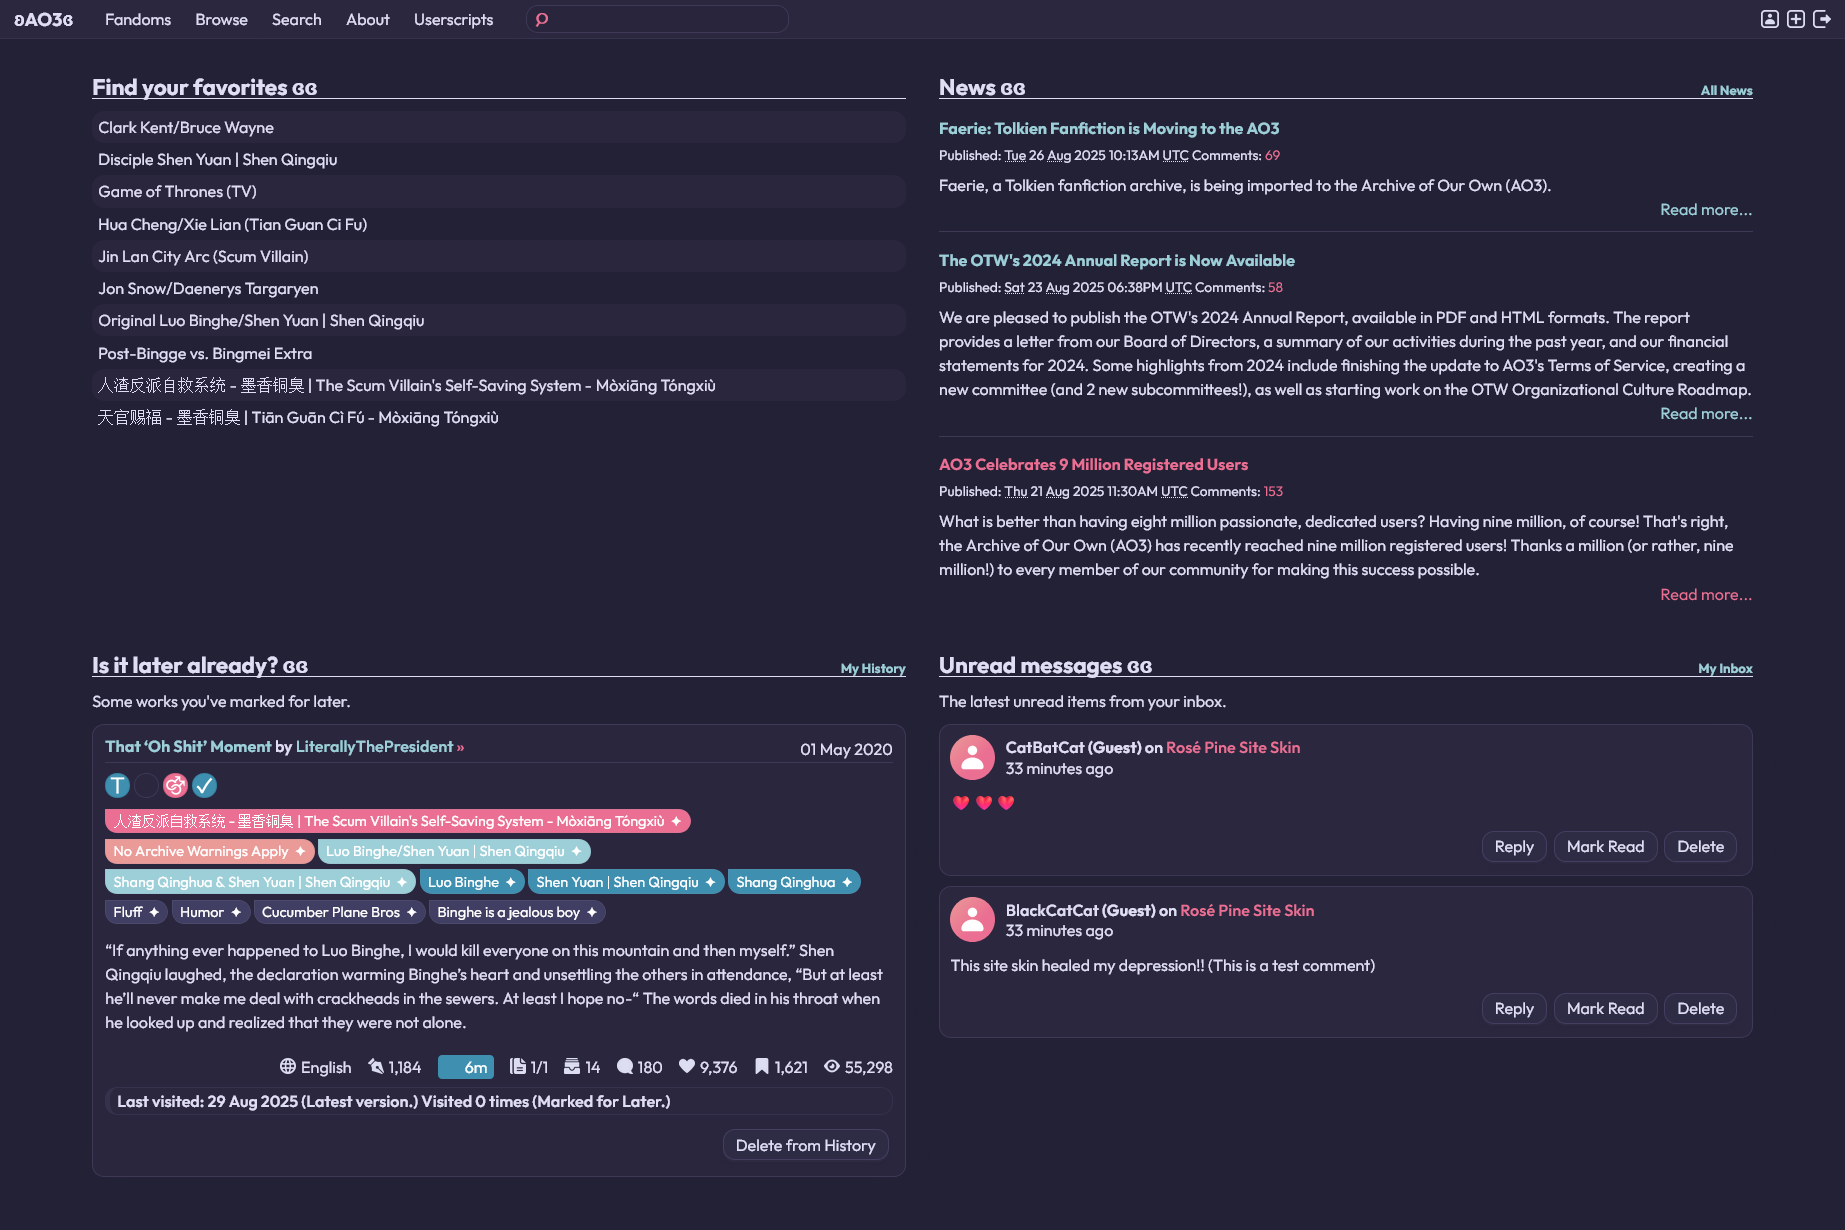 ʚAO3ɞ
Fandoms Browse Search About Userscripts
Find your favorites ɞɞ
Clark Kent/Bruce Wayne
Disciple Shen Yuan | Shen Qingqiu
Game of Thrones (TV)
Hua Cheng/Xie Lian (Tian Guan Ci Fu)
Jin Lan City Arc (Scum Villain)
Jon Snow/Daenerys Targaryen
Original Luo Binghe/Shen Yuan | Shen Qingqiu
Post-Bingge vs. Bingmei Extra
人渣反派自救系统 - 墨香铜臭 | The Scum Villain's Self-Saving System - Mòxiāng Tóngxiù
天官赐福 - 墨香铜臭 | Tiān Guān Cì Fú - Mòxiāng Tóngxiù
News ɞɞ
All News
Faerie: Tolkien Fanfiction is Moving to the AO3
Published: Tue 26 Aug 2025 10:13AM UTC Comments: 69
Faerie, a Tolkien fanfiction archive, is being imported to the Archive of Our Own (AO3).
Read more...
The OTW's 2024 Annual Report is Now Available
Published: Sat 23 Aug 2025 06:38PM UTC Comments: 58
We are pleased to publish the OTW's 2024 Annual Report, available in PDF and HTML formats. The report
provides a letter from our Board of Directors, a summary of our activities during the past year, and our financial
statements for 2024. Some highlights from 2024 include finishing the update to AO3's Terms of Service, creating a
new committee (and 2 new subcommittees!), as well as starting work on the OTW Organizational Culture Roadmap.
Read more...
AO3 Celebrates 9 Million Registered Users
Published: Thu 21 Aug 2025 11:30AM UTC Comments: 153
What is better than having eight million passionate, dedicated users? Having nine million, of course! That's right,
the Archive of Our Own (AO3) has recently reached nine million registered users! Thanks a million (or rather, nine
million!) to every member of our community for making this success possible.
Read more...
Is it later already? ɞɞ
My History
Some works you've marked for later.
That ‘Oh Shit’ Moment by LiterallyThePresident »
01 May 2020
T
人渣反派自救系统 - 墨香铜臭 | The Scum Villain's Self-Saving System - Mòxiāng Tóngxiù ✦
No Archive Warnings Apply ✦ Luo Binghe/Shen Yuan | Shen Qingqiu ✦
Shang Qinghua & Shen Yuan | Shen Qingqiu ✦ Luo Binghe ✦ Shen Yuan | Shen Qingqiu ✦ Shang Qinghua ✦
Fluff ✦ Humor ✦ Cucumber Plane Bros ✦ Binghe is a jealous boy ✦
“If anything ever happened to Luo Binghe, I would kill everyone on this mountain and then myself.” Shen
Qingqiu laughed, the declaration warming Binghe’s heart and unsettling the others in attendance, “But at least
he’ll never make me deal with crackheads in the sewers. At least I hope no-“ The words died in his throat when
he looked up and realized that they were not alone.
English 1,184 6m 1/1 14 180 9,376 1,621 55,298
Last visited: 29 Aug 2025 (Latest version.) Visited 0 times (Marked for Later.)
Delete from History
Unread messages ɞɞ
My Inbox
The latest unread items from your inbox.
CatBatCat (Guest) on Rosé Pine Site Skin
33 minutes ago
Reply Mark Read Delete
BlackCatCat (Guest) on Rosé Pine Site Skin
33 minutes ago
This site skin healed my depression!! (This is a test comment)
Reply Mark Read Delete